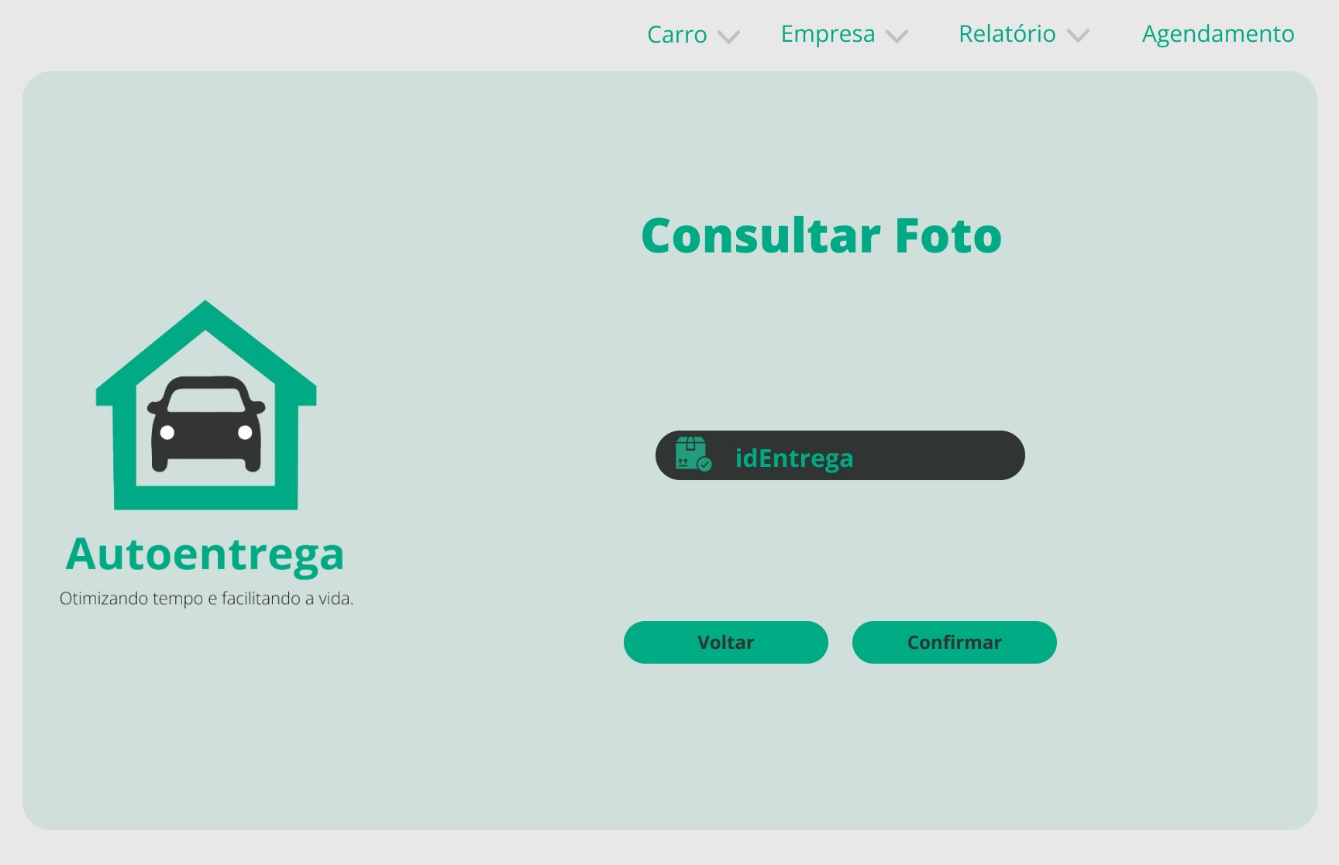 Carro Empresa Relatório Agendamento
Consultar Foto
idEntrega
Autoentrega
Otimizando tempo e facilitando a vida.
Voltar Confirmar